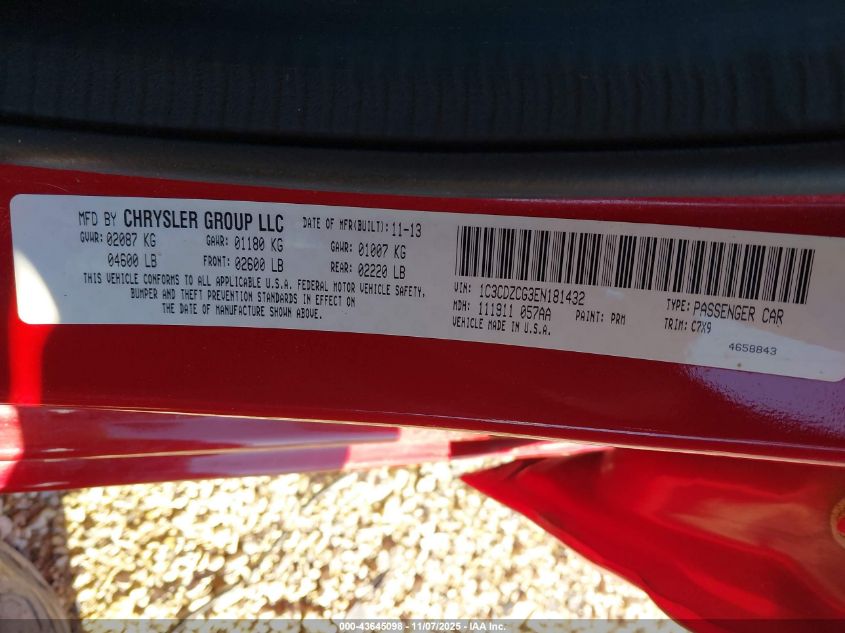 MFD BY CHRYSLER GROUP LLC DATE OF MFR(BUILT): 11-13
GVWR: 02087 KG GAWR: 01180 KG GAWR: 01007 KG
04600 LB FRONT: 02600 LB REAR: 02220 LB
THIS VEHICLE CONFORMS TO ALL APPLICABLE U.S.A. FEDERAL MOTOR VEHICLE SAFETY,
BUMPER AND THEFT PREVENTION STANDARDS IN EFFECT ON
THE DATE OF MANUFACTURE SHOWN ABOVE.
VIN: 1C3CDZCG3EN181432 TYPE: PASSENGER CAR
MDH: 111911 057AA PAINT: PRM TRIM: C7X9
VEHICLE MADE IN U.S.A. 4658843
000-43645098 — 11/07/2025 — IAA Inc.